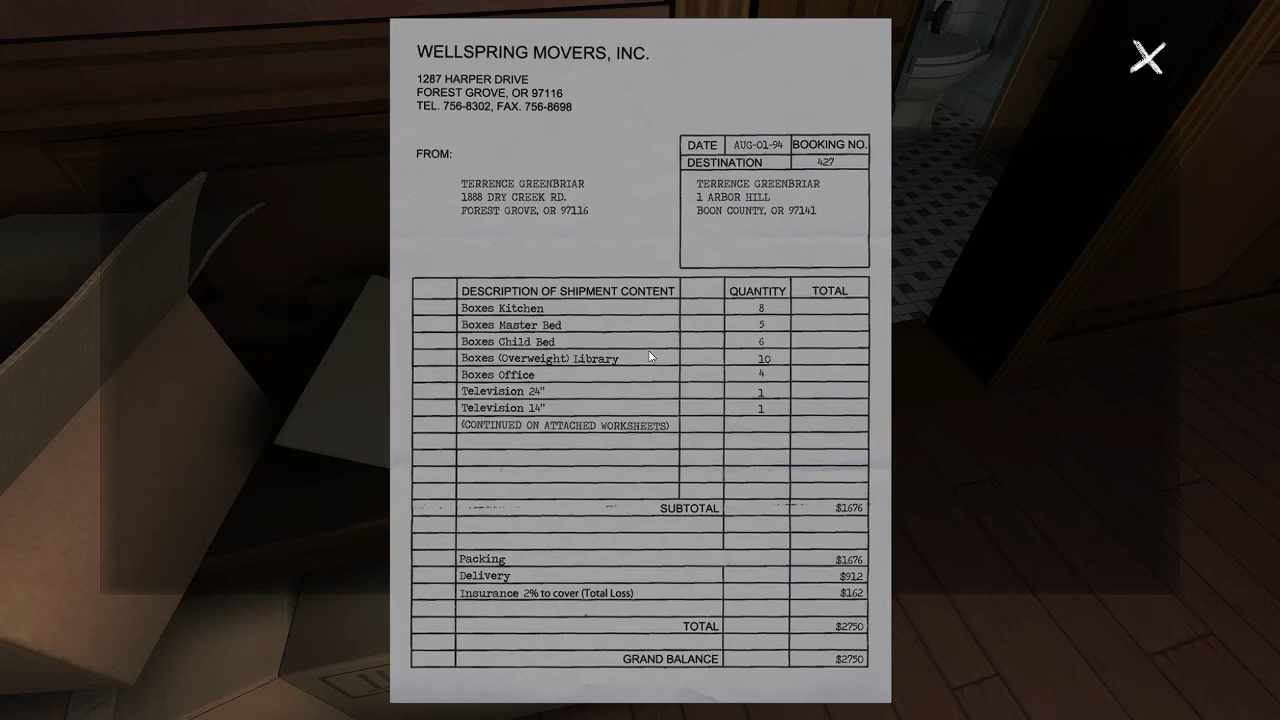 WELLSPRING MOVERS, INC.
1287 HARPER DRIVE
FOREST GROVE, OR 97116
TEL. 756-8302, FAX. 756-8698
DATE AUG-01-94 BOOKING NO.
DESTINATION 427
FROM:
TERRENCE GREENBRIAR
1888 DRY CREEK RD.
FOREST GROVE, OR 97116
TERRENCE GREENBRIAR
1 ARBOR HILL
BOON COUNTY, OR 97141
DESCRIPTION OF SHIPMENT CONTENT QUANTITY TOTAL
Boxes Kitchen 8
Boxes Master Bed 5
Boxes Child Bed 6
Boxes (Overweight) Library 10
Boxes Office 4
Television 24" 1
Television 14" 1
(CONTINUED ON ATTACHED WORKSHEETS)
SUBTOTAL $1676
Packing $1676
Delivery $912
Insurance 2% to cover (Total Loss) $162
TOTAL $2750
GRAND BALANCE $2750